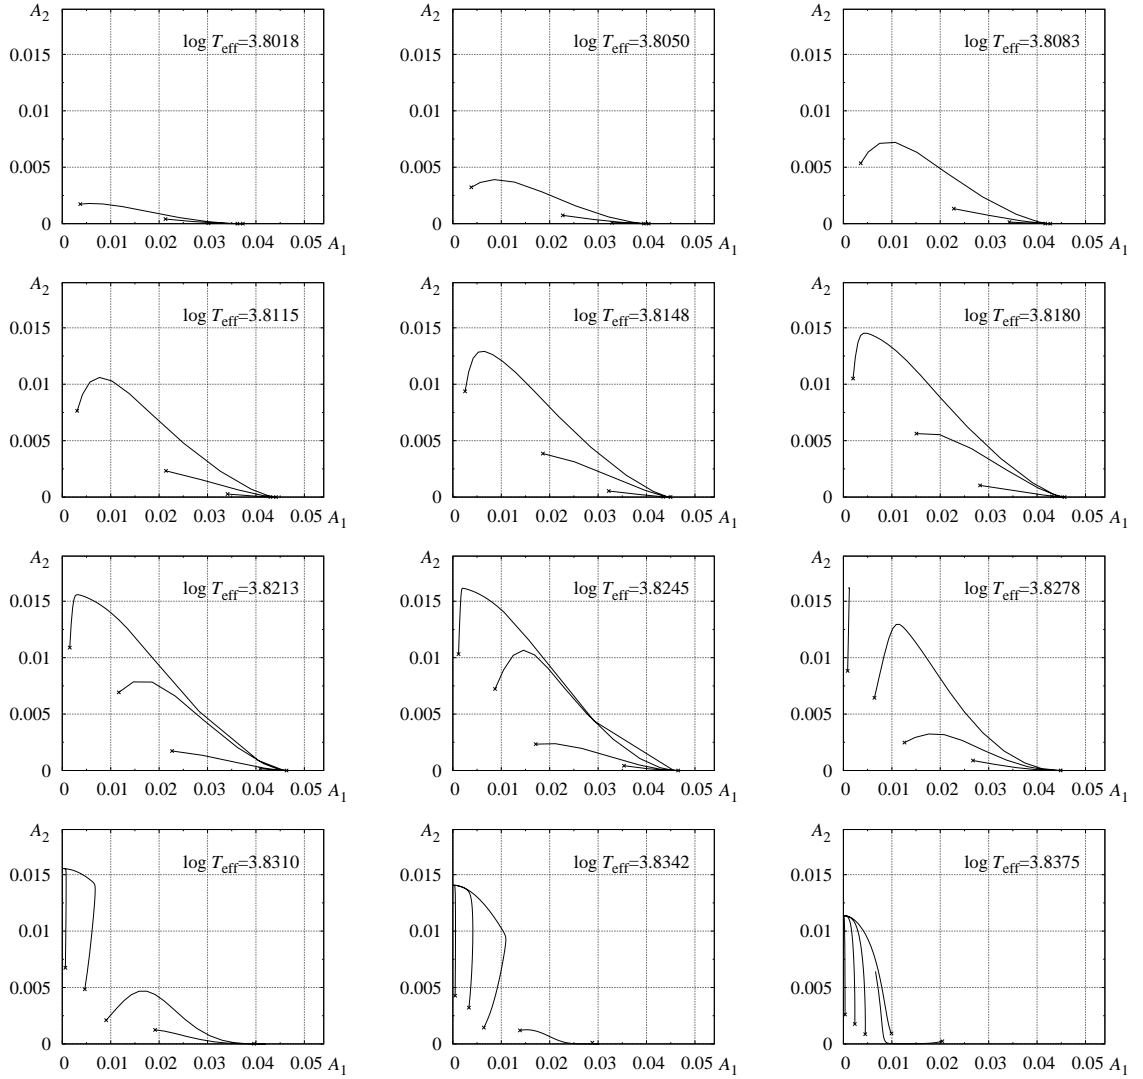 A2 A2 A2
log Teff=3.8018 log Teff=3.8050 log Teff=3.8083
0.015 0.015 0.015
0.01 0.01 0.01
0.005 0.005 0.005
0 0 0
0 0.01 0.02 0.03 0.04 A1 0 0.01 0.02 0.03 0.04 A1 0 0.01 0.02 0.03 0.04 0.05 A1
A2 A2 A2
log Teff=3.8115 log Teff=3.8148 log Teff=3.8180
0.015 0.015 0.015
0.01 0.01 0.01
0.005 0.005 0.005
0 0 0
0 0.01 0.02 0.03 0.04 0.05 A1 0 0.01 0.02 0.03 0.04 0.05 A1 0 0.01 0.02 0.03 0.04 0.05 A1
A2 A2 A2
log Teff=3.8213 log Teff=3.8245 log Teff=3.8278
0.015 0.015 0.015
0.01 0.01 0.01
0.005 0.005 0.005
0 0 0
0 0.01 0.02 0.03 0.04 0.05 A1 0 0.01 0.02 0.03 0.04 0.05 A1 0 0.01 0.02 0.03 0.04 0.05 A1
A2 A2 A2
log Teff=3.8310 log Teff=3.8342 log Teff=3.8375
0.015 0.015 0.015
0.01 0.01 0.01
0.005 0.005 0.005
0 0 0
0 0.01 0.02 0.03 0.04 0.05 A1 0 0.01 0.02 0.03 0.04 0.05 A1 0 0.01 0.02 0.03 0.04 0.05 A1